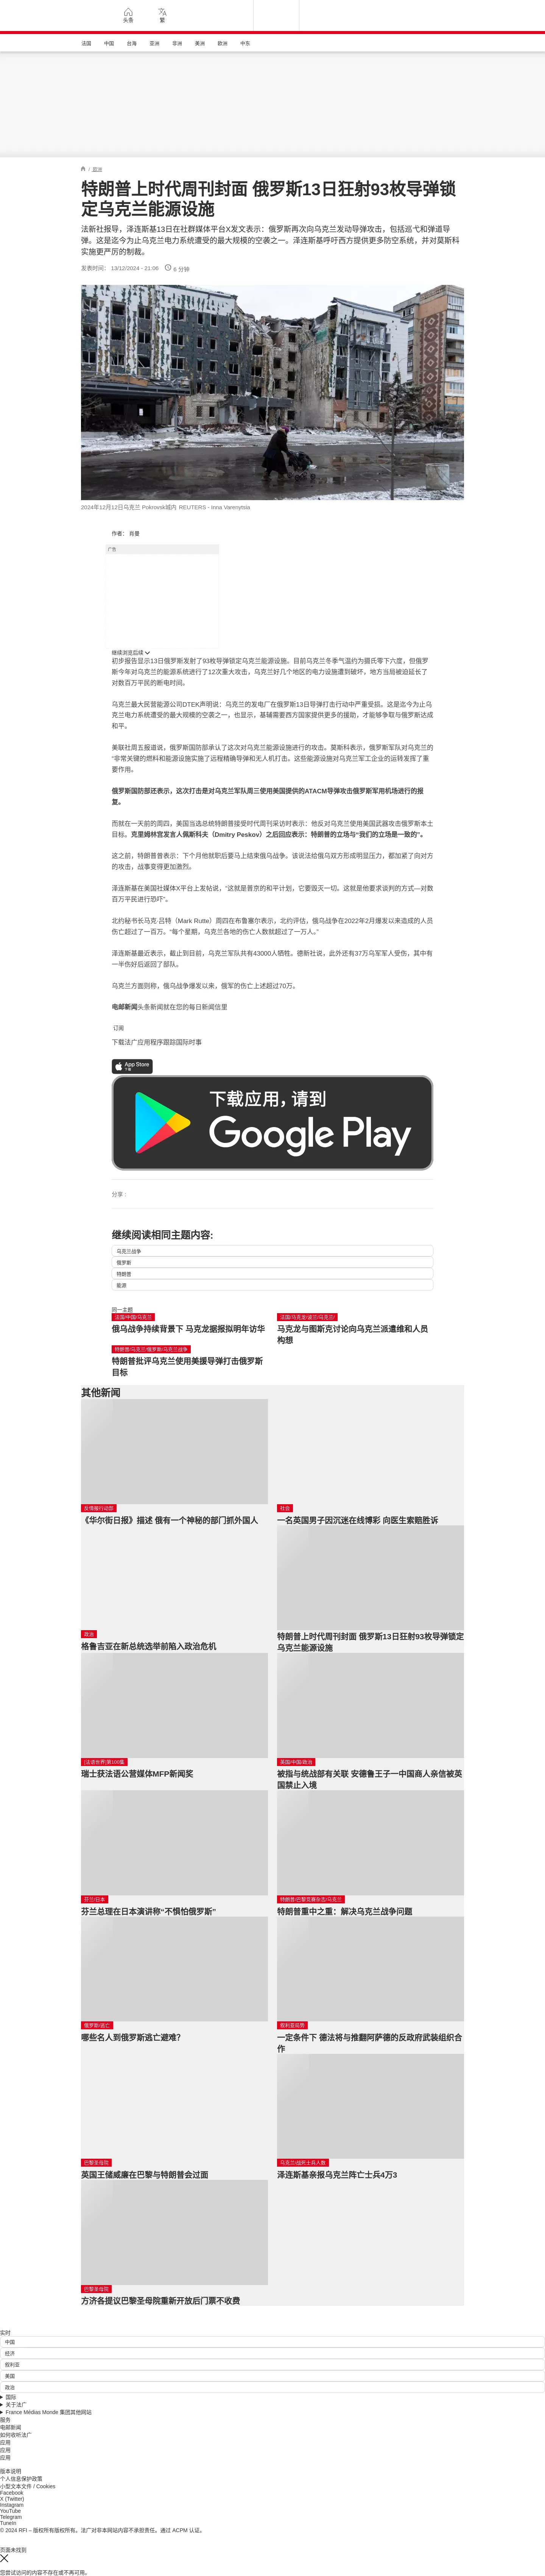 头条
繁
法国
中国
台海
亚洲
非洲
美洲
欧洲
中东
/ 欧洲
特朗普上时代周刊封面 俄罗斯13日狂射93枚导弹锁
定乌克兰能源设施
法新社报导，泽连斯基13日在社群媒体平台X发文表示：俄罗斯再次向乌克兰发动导弹攻击，包括巡弋和弹道导
弹。这是迄今为止乌克兰电力系统遭受的最大规模的空袭之一。泽连斯基呼吁西方提供更多防空系统，并对莫斯科
实施更严厉的制裁。
发表时间： 13/12/2024 - 21:06
6 分钟
2024年12月12日乌克兰 Pokrovsk城内 REUTERS - Inna Varenytsia
作者： 肖曼
广告
继续浏览后续
初步报告显示13日俄罗斯发射了93枚导弹锁定乌克兰能源设施。目前乌克兰冬季气温约为摄氏零下六度，但俄罗
斯今年对乌克兰的能源系统进行了12次重大攻击，乌克兰好几个地区的电力设施遭到破坏，地方当局被迫延长了
对数百万平民的断电时间。
乌克兰最大民营能源公司DTEK声明说：乌克兰的发电厂在俄罗斯13日导弹打击行动中严重受损。这是迄今为止乌
克兰电力系统遭受的最大规模的空袭之一，也显示，基辅需要西方国家提供更多的援助，才能够争取与俄罗斯达成
和平。
美联社周五报道说，俄罗斯国防部承认了这次对乌克兰能源设施进行的攻击。莫斯科表示，俄罗斯军队对乌克兰的
“非常关键的燃料和能源设施实施了远程精确导弹和无人机打击。这些能源设施对乌克兰军工企业的运转发挥了重
要作用。
俄罗斯国防部还表示，这次打击是对乌克兰军队周三使用美国提供的ATACM导弹攻击俄罗斯军用机场进行的报
复。
而就在一天前的周四，美国当选总统特朗普接受时代周刊采访时表示：他反对乌克兰使用美国武器攻击俄罗斯本土
目标。克里姆林宫发言人佩斯科夫（Dmitry Peskov）之后回应表示：特朗普的立场与“我们的立场是一致的”。
这之前，特朗普曾表示：下个月他就职后要马上结束俄乌战争。该说法给俄乌双方形成明显压力，都加紧了向对方
的攻击，战事变得更加激烈。
泽连斯基在美国社媒体X平台上发帖说，“这就是普京的和平计划，它要毁灭一切。这就是他要求谈判的方式—对数
百万平民进行恐吓”。
北约秘书长马克·吕特（Mark Rutte）周四在布鲁塞尔表示，北约评估，俄乌战争在2022年2月爆发以来造成的人员
伤亡超过了一百万。“每个星期，乌克兰各地的伤亡人数就超过了一万人。”
泽连斯基最近表示，截止到目前，乌克兰军队共有43000人牺牲。德新社说，此外还有37万乌军军人受伤，其中有
一半伤好后返回了部队。
乌克兰方面则称，俄乌战争爆发以来，俄军的伤亡上述超过70万。
电邮新闻头条新闻就在您的每日新闻信里
订阅
下载法广应用程序跟踪国际时事
App Store
下载
下载应用，请到
Google Play
分享 :
继续阅读相同主题内容:
乌克兰战争
俄罗斯
特朗普
能源
同一主题
法国/中国/乌克兰
俄乌战争持续背景下 马克龙据报拟明年访华
法国/乌克龙/波兰/乌克兰/
马克龙与图斯克讨论向乌克兰派遣维和人员
构想
特朗普/乌克兰/俄罗斯/乌克兰战争
特朗普批评乌克兰使用美援导弹打击俄罗斯
目标
其他新闻
反情报行动部
《华尔街日报》描述 俄有一个神秘的部门抓外国人
社会
一名英国男子因沉迷在线博彩 向医生索赔胜诉
政治
格鲁吉亚在新总统选举前陷入政治危机
特朗普上时代周刊封面 俄罗斯13日狂射93枚导弹锁定
乌克兰能源设施
[法语世界]第100集
瑞士获法语公营媒体MFP新闻奖
英国/中国/政治
被指与统战部有关联 安德鲁王子一中国商人亲信被英
国禁止入境
芬兰/日本
芬兰总理在日本演讲称“不惧怕俄罗斯”
特朗普/巴黎竞赛杂志/乌克兰
特朗普重中之重：解决乌克兰战争问题
俄罗斯/逃亡
哪些名人到俄罗斯逃亡避难？
叙利亚局势
一定条件下 德法将与推翻阿萨德的反政府武装组织合
作
巴黎圣母院
英国王储威廉在巴黎与特朗普会过面
乌克兰/战死士兵人数
泽连斯基亲报乌克兰阵亡士兵4万3
巴黎圣母院
方济各提议巴黎圣母院重新开放后门票不收费
实时
中国
经济
叙利亚
美国
政治
国际
关于法广
France Médias Monde 集团其他网站
服务
电邮新闻
如何收听法广
应用
应用
应用
版本说明
个人信息保护政策
小型文本文件 / Cookies
Facebook
X (Twitter)
Instagram
YouTube
Telegram
TuneIn
© 2024 RFI – 版权所有版权所有。法广对非本网站内容不承担责任。通过 ACPM 认证。
页面未找到
您尝试访问的内容不存在或不再可用。